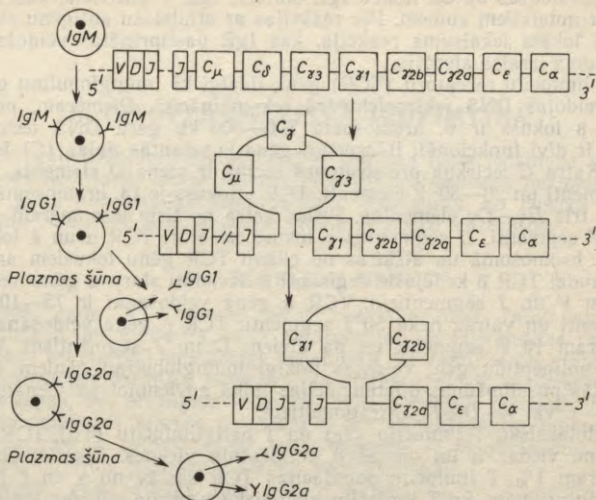 IgM
V D J J Cμ Cδ Cγ3 Cγ1 Cγ2b Cγ2a Cε Cα
5' 3'
IgM IgM
Cμ Cγ Cγ3
IgG1
IgG1
5' V D J J Cγ1 Cγ2b Cγ2a Cε Cα 3'
Plazmas šūna
IgG1
IgG1
Cγ1 Cγ2b
IgG2a
IgG2a
5' V D J J Cγ2a Cε Cα 3'
Plazmas šūna
IgG2a
IgG2a